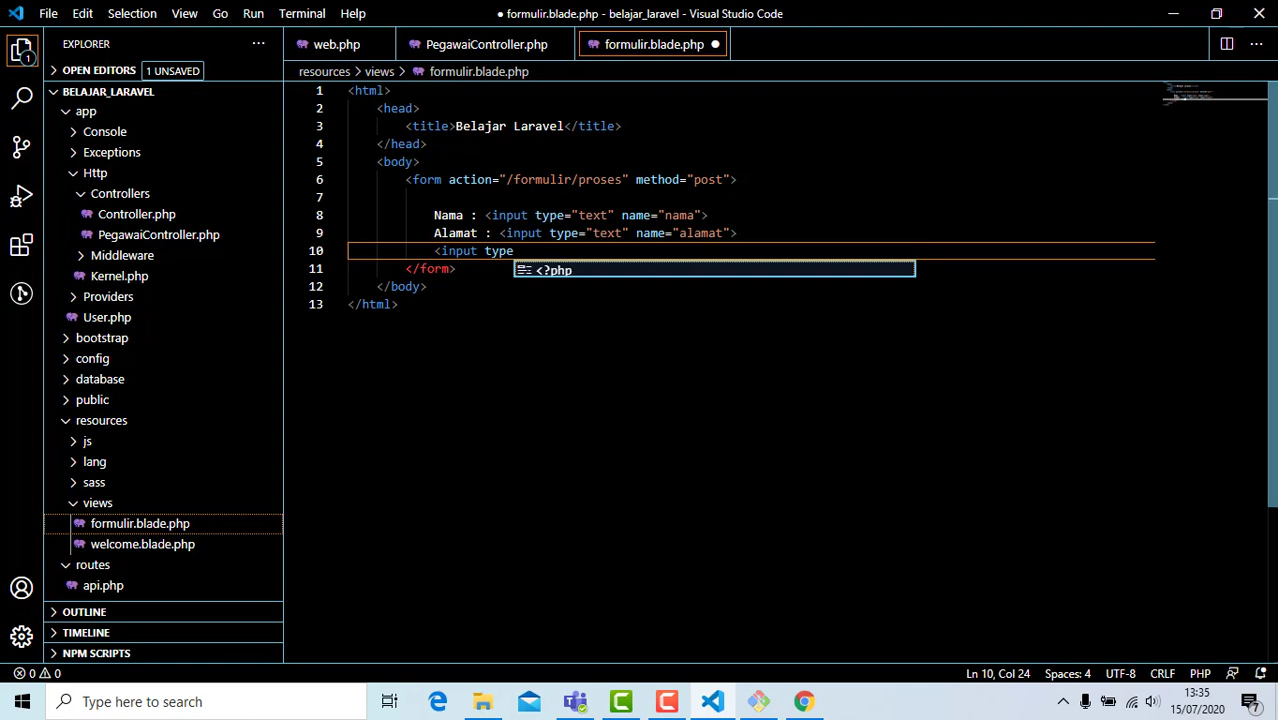 File Edit Selection View Go Run Terminal Help
● formulir.blade.php - belajar_laravel - Visual Studio Code
EXPLORER
web.php
PegawaiController.php
formulir.blade.php
OPEN EDITORS 1 UNSAVED
BELAJAR_LARAVEL
app
Console
Exceptions
Http
Controllers
Controller.php
PegawaiController.php
Middleware
Kernel.php
Providers
User.php
bootstrap
config
database
public
resources
js
lang
sass
views
formulir.blade.php
welcome.blade.php
routes
api.php
OUTLINE
TIMELINE
NPM SCRIPTS
1
resources > views > formulir.blade.php
1 <html>
2 <head>
3 <title>Belajar Laravel</title>
4 </head>
5 <body>
6 <form action="/formulir/proses" method="post">
7
8 Nama : <input type="text" name="nama">
9 Alamat : <input type="text" name="alamat">
10 <input type
<?php
11 </form>
12 </body>
13 </html>
0 0
Ln 10, Col 24 Spaces: 4 UTF-8 CRLF PHP
Type here to search
13:35
15/07/2020
7